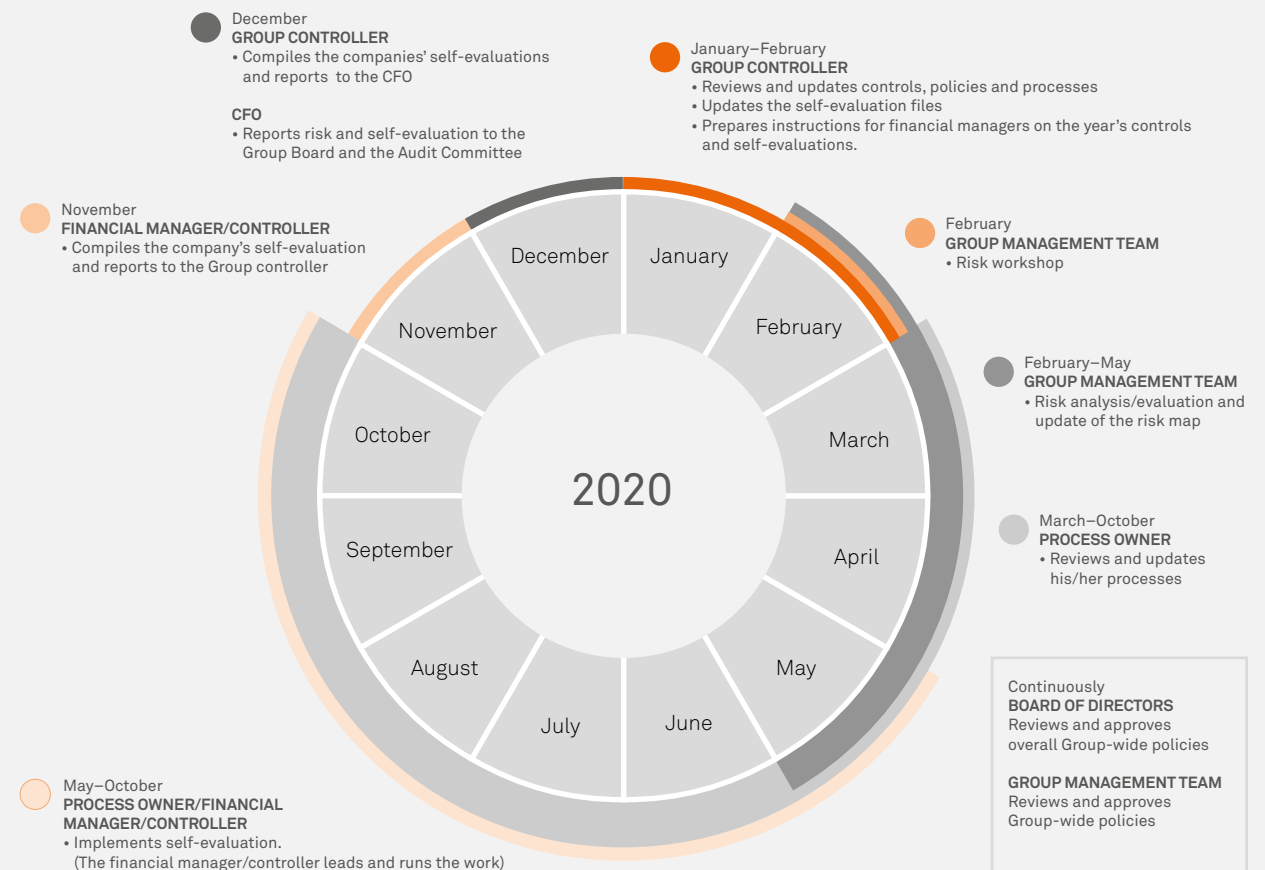 December
GROUP CONTROLLER
• Compiles the companies’ self-evaluations
and reports to the CFO
CFO
• Reports risk and self-evaluation to the
Group Board and the Audit Committee
January–February
GROUP CONTROLLER
• Reviews and updates controls, policies and processes
• Updates the self-evaluation files
• Prepares instructions for financial managers on the year’s controls
and self-evaluations.
November
FINANCIAL MANAGER/CONTROLLER
• Compiles the company’s self-evaluation
and reports to the Group controller
February
GROUP MANAGEMENT TEAM
• Risk workshop
February–May
GROUP MANAGEMENT TEAM
• Risk analysis/evaluation and
update of the risk map
March–October
PROCESS OWNER
• Reviews and updates
his/her processes
December
January
November
February
October
March
2020
September
April
August
May
July
June
Continuously
BOARD OF DIRECTORS
Reviews and approves
overall Group-wide policies
GROUP MANAGEMENT TEAM
Reviews and approves
Group-wide policies
May–October
PROCESS OWNER/FINANCIAL
MANAGER/CONTROLLER
• Implements self-evaluation.
(The financial manager/controller leads and runs the work)